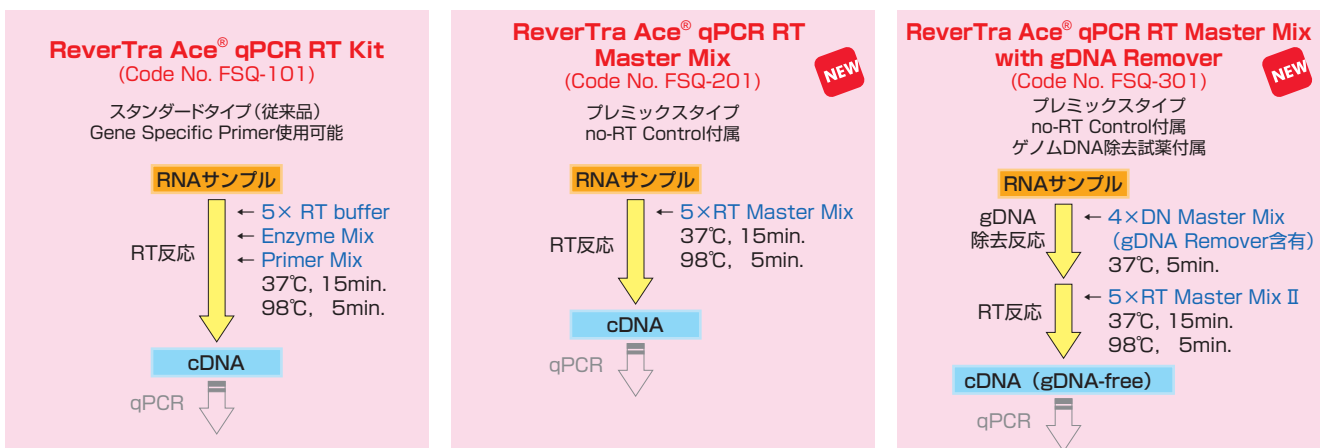 ReverTra Ace® qPCR RT Kit
(Code No. FSQ-101)
スタンダードタイプ（従来品）
Gene Specific Primer使用可能
RNAサンプル
RT反応
← 5× RT buffer
← Enzyme Mix
← Primer Mix
37℃, 15min.
98℃, 5min.
cDNA
qPCR
ReverTra Ace® qPCR RT
Master Mix
(Code No. FSQ-201)
NEW
プレミックスタイプ
no-RT Control付属
RNAサンプル
RT反応
← 5×RT Master Mix
37℃, 15min.
98℃, 5min.
cDNA
qPCR
ReverTra Ace® qPCR RT Master Mix
with gDNA Remover
(Code No. FSQ-301)
NEW
プレミックスタイプ
no-RT Control付属
ゲノムDNA除去試薬付属
RNAサンプル
gDNA
除去反応
← 4×DN Master Mix
（gDNA Remover含有）
37℃, 5min.
RT反応
← 5×RT Master Mix Ⅱ
37℃, 15min.
98℃, 5min.
cDNA（gDNA-free）
qPCR